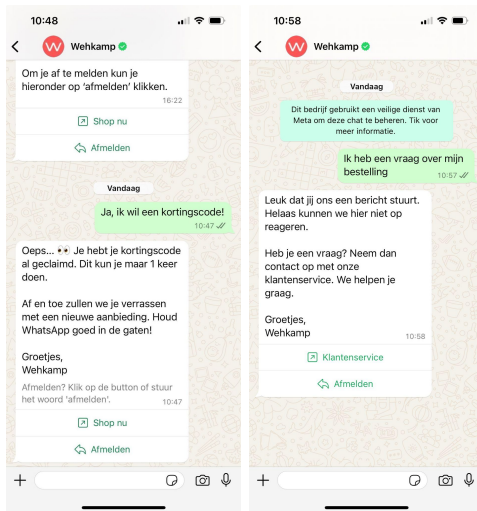 10:48
Wehkamp
Om je af te melden kun je
hieronder op ‘afmelden’ klikken.
16:22
Shop nu
Afmelden
Vandaag
Ja, ik wil een kortingscode!
10:47
Oeps... 👀 Je hebt je kortingscode
al geclaimd. Dit kun je maar 1 keer
doen.
Af en toe zullen we je verrassen
met een nieuwe aanbieding. Houd
WhatsApp goed in de gaten!
Groetjes,
Wehkamp
Afmelden? Klik op de button of stuur
het woord ‘afmelden’.
10:47
Shop nu
Afmelden
10:58
Wehkamp
Vandaag
Dit bedrijf gebruikt een veilige dienst van
Meta om deze chat te beheren. Tik voor
meer informatie.
Ik heb een vraag over mijn
bestelling
10:57
Leuk dat jij ons een bericht stuurt.
Helaas kunnen we hier niet op
reageren.
Heb je een vraag? Neem dan
contact op met onze
klantenservice. We helpen je
graag.
Groetjes,
Wehkamp
10:58
Klantenservice
Afmelden